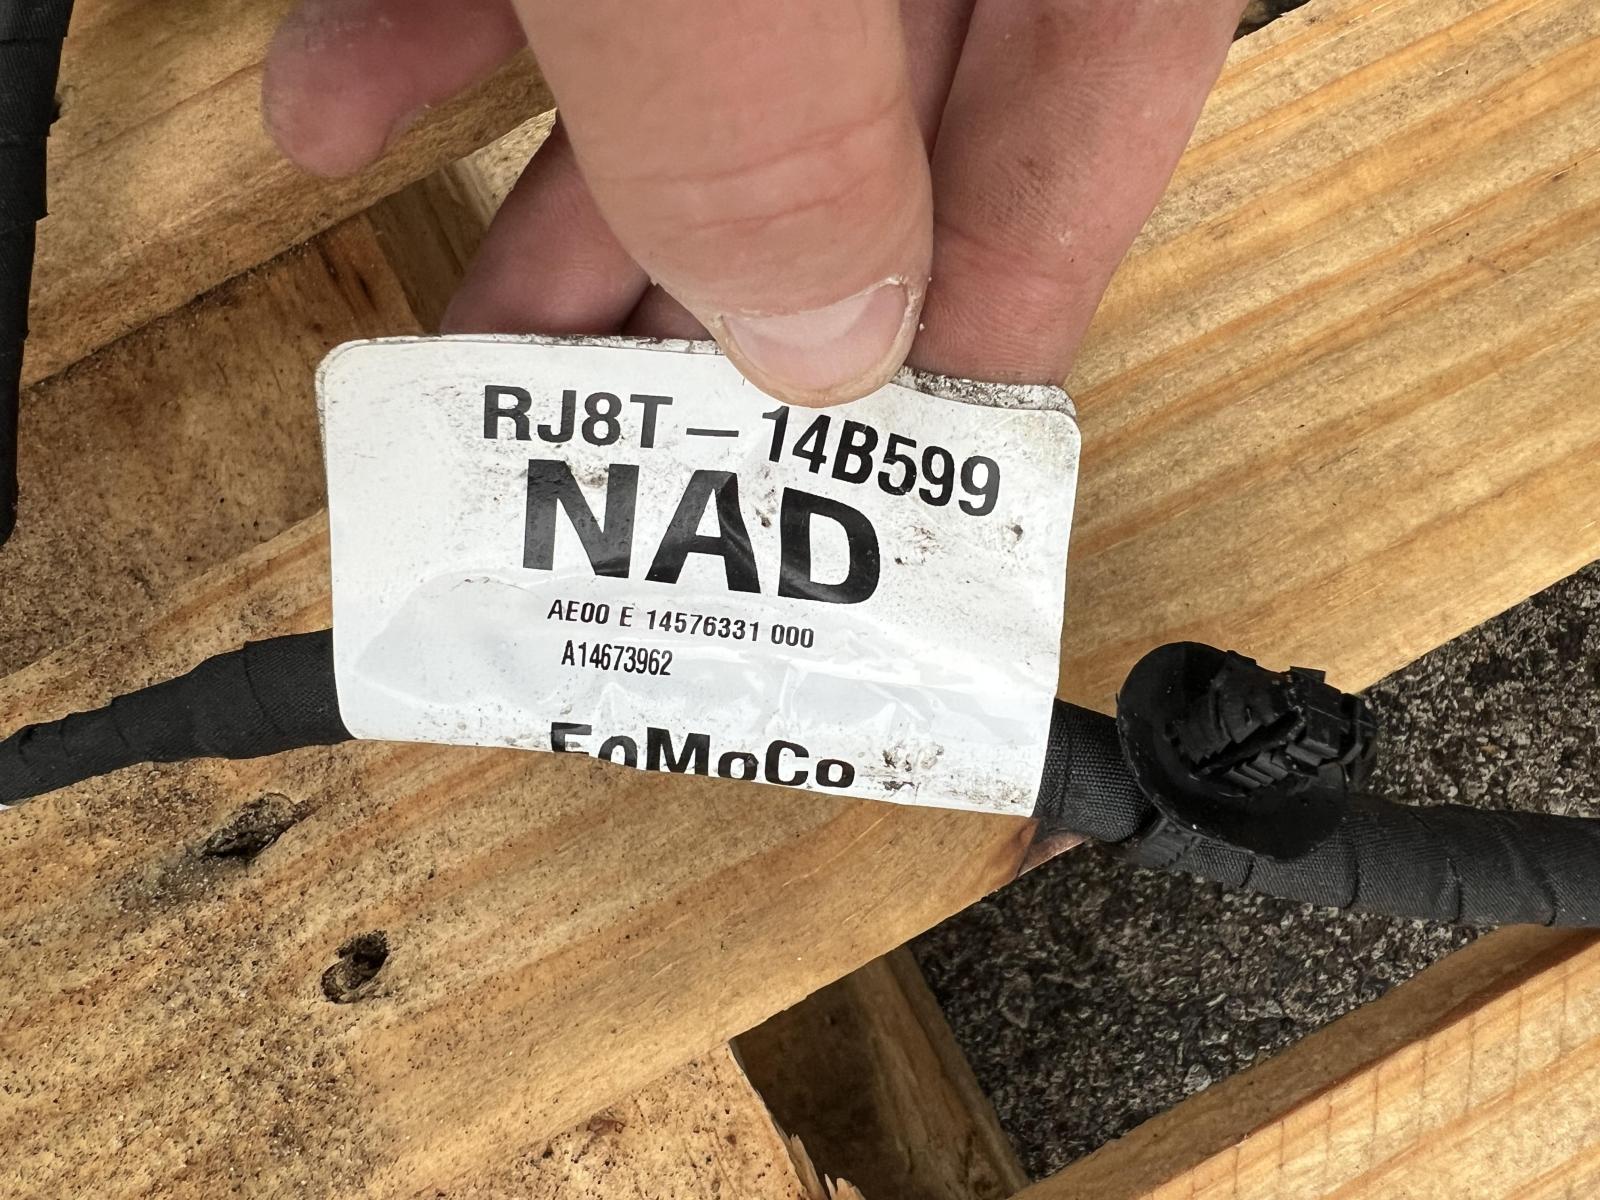 RJ8T – 14B599
NAD
AE00 E 14576331 000
A14673962
FoMoCo